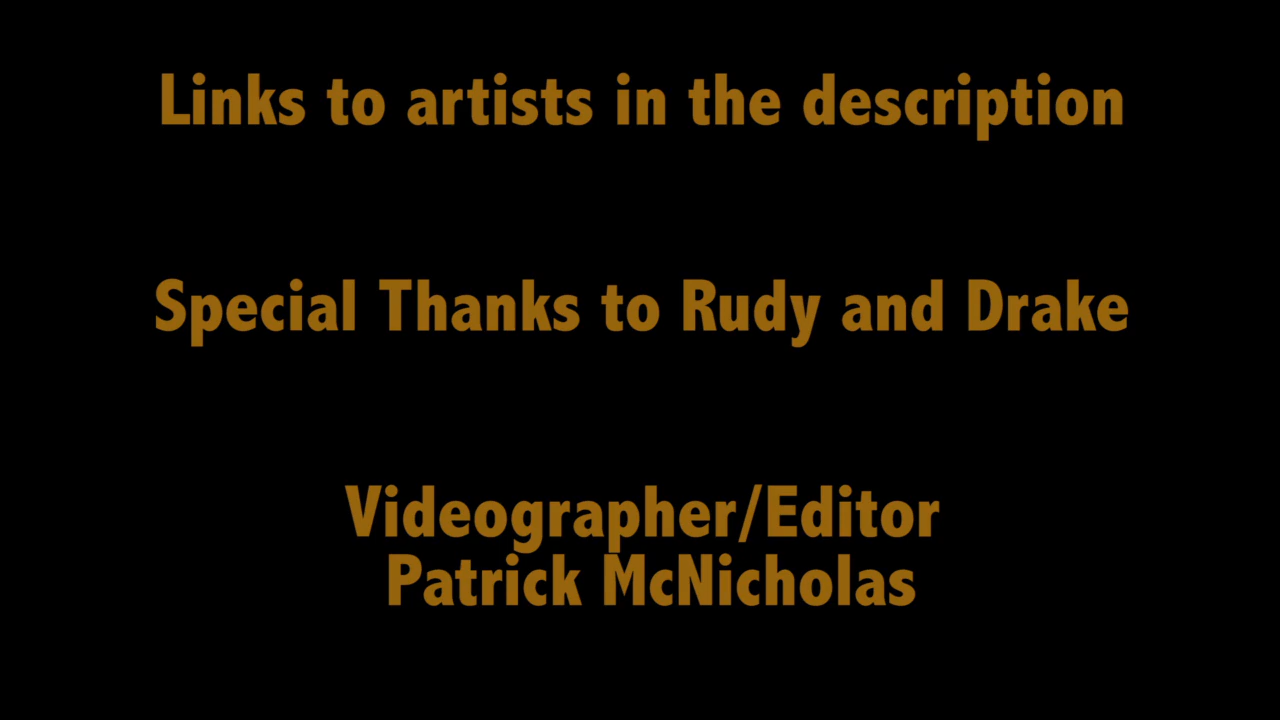 Links to artists in the description
Special Thanks to Rudy and Drake
Videographer/Editor
Patrick McNicholas